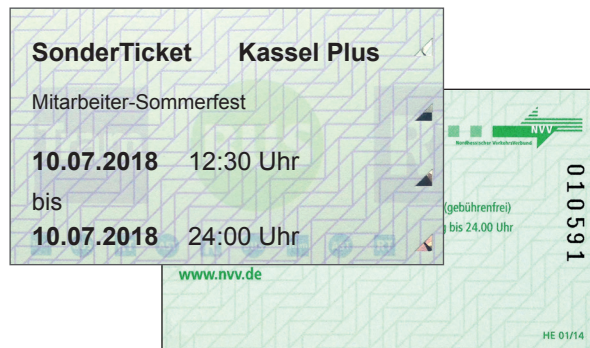 SonderTicket Kassel Plus
Mitarbeiter-Sommerfest
10.07.2018 12:30 Uhr
bis
10.07.2018 24:00 Uhr
NVV
Nordhessischer VerkehrsVerbund
(gebührenfrei)
bis 24.00 Uhr
www.nvv.de
010591
HE 01/14